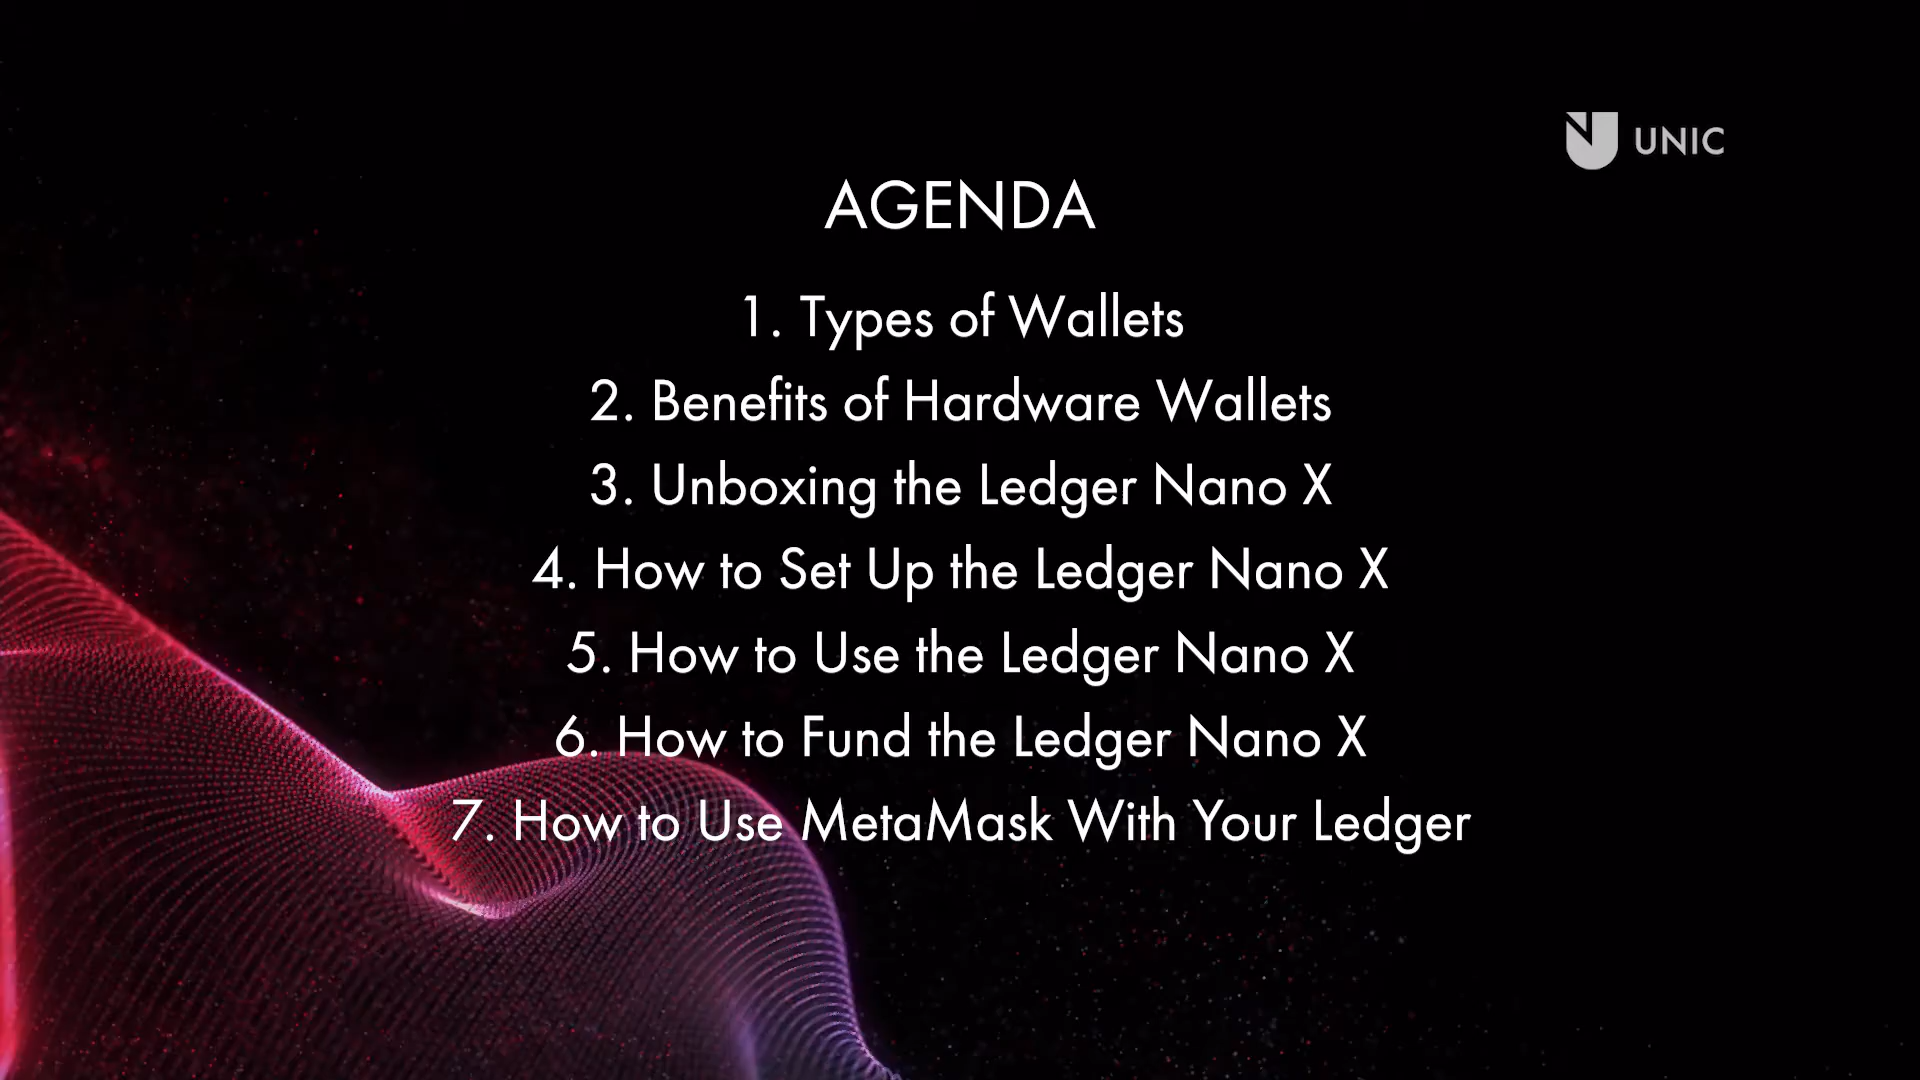 UNIC
AGENDA
1. Types of Wallets
2. Benefits of Hardware Wallets
3. Unboxing the Ledger Nano X
4. How to Set Up the Ledger Nano X
5. How to Use the Ledger Nano X
6. How to Fund the Ledger Nano X
7. How to Use MetaMask With Your Ledger